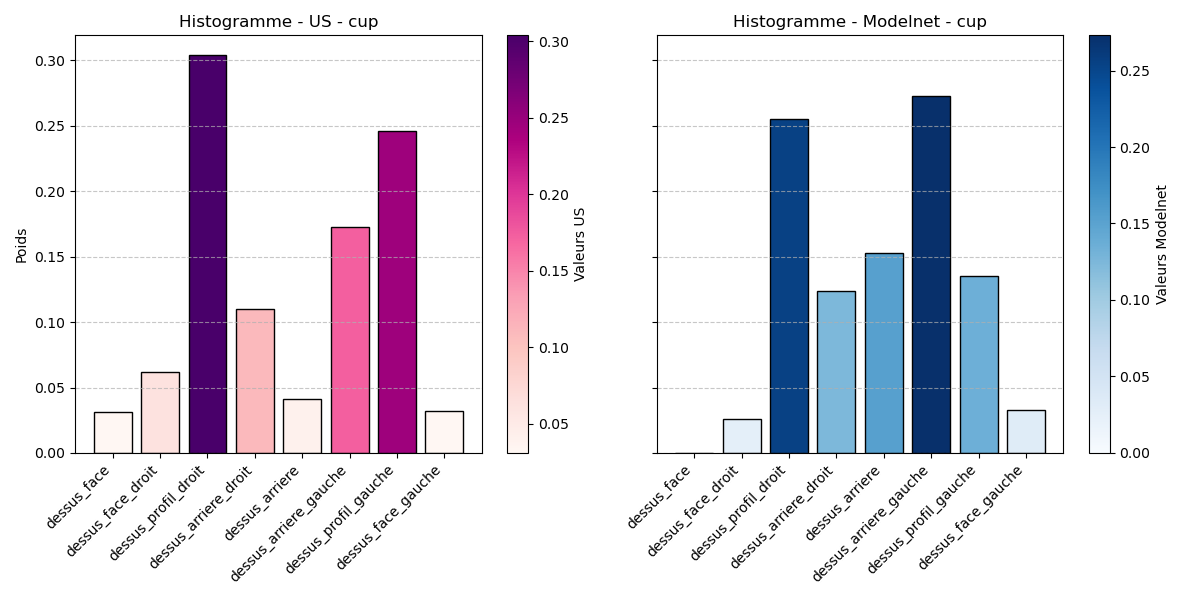 Histogramme - US - cup
Poids
0.30
0.25
0.20
0.15
0.10
0.05
0.00
dessus_face
dessus_face_droit
dessus_profil_droit
dessus_arriere_droit
dessus_arriere
dessus_arriere_gauche
dessus_profil_gauche
dessus_face_gauche
0.30
0.25
0.20
0.15
0.10
0.05
Valeurs US
Histogramme - Modelnet - cup
dessus_face
dessus_face_droit
dessus_profil_droit
dessus_arriere_droit
dessus_arriere
dessus_arriere_gauche
dessus_profil_gauche
dessus_face_gauche
0.25
0.20
0.15
0.10
0.05
0.00
Valeurs Modelnet